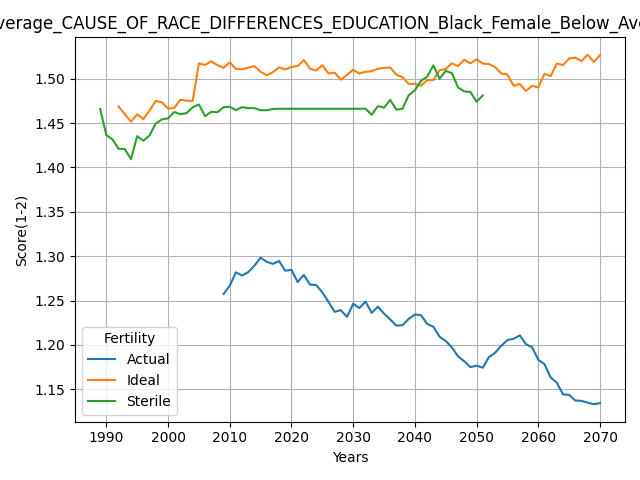 verage_CAUSE_OF_RACE_DIFFERENCES_EDUCATION_Black_Female_Below_Ave
Score(1-2)
1.50
1.45
1.40
1.35
1.30
1.25
1.20
1.15
Fertility
Actual
Ideal
Sterile
1990 2000 2010 2020 2030 2040 2050 2060 2070
Years